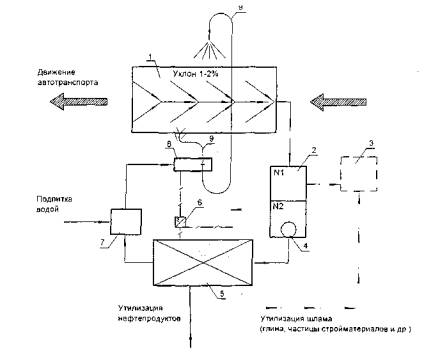 9
1
Уклон 1-2%
Движение
автотранспорта
8
9
2
3
N1
N2
6
Подпитка
водой
7
4
5
Утилизация
нефтепродуктов
Утилизация шлама
(глина, частицы стройматериалов и др )